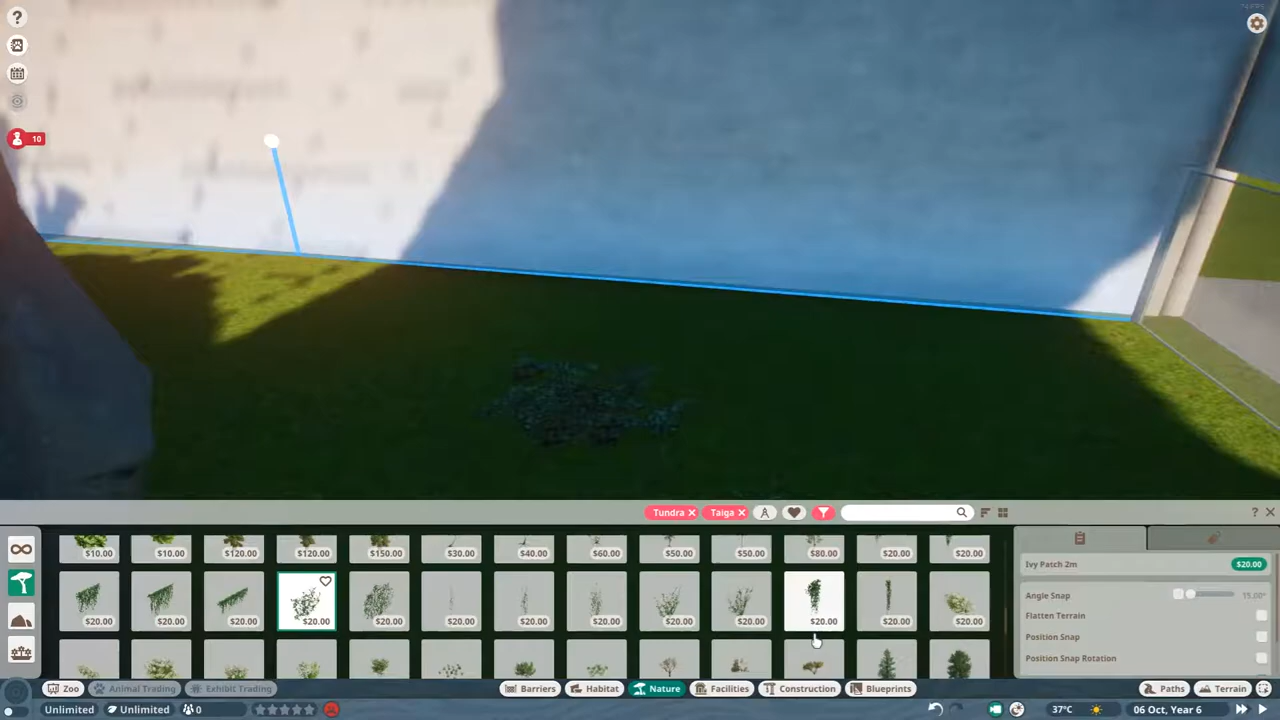 ?
10
Tundra ×
Taiga ×
? ×
$10.00 $10.00 $120.00 $120.00 $150.00 $30.00 $40.00 $60.00 $50.00 $50.00 $80.00 $20.00 $20.00
Ivy Patch 2m $20.00
Angle Snap 15.00°
$20.00 $20.00 $20.00 $20.00 $20.00 $20.00 $20.00 $20.00 $20.00 $20.00 $20.00 $20.00 $20.00
Flatten Terrain
Position Snap
Position Snap Rotation
Zoo Animal Trading Exhibit Trading Barriers Habitat Nature Facilities Construction Blueprints Paths Terrain
Unlimited Unlimited 0 37°C 06 Oct, Year 6